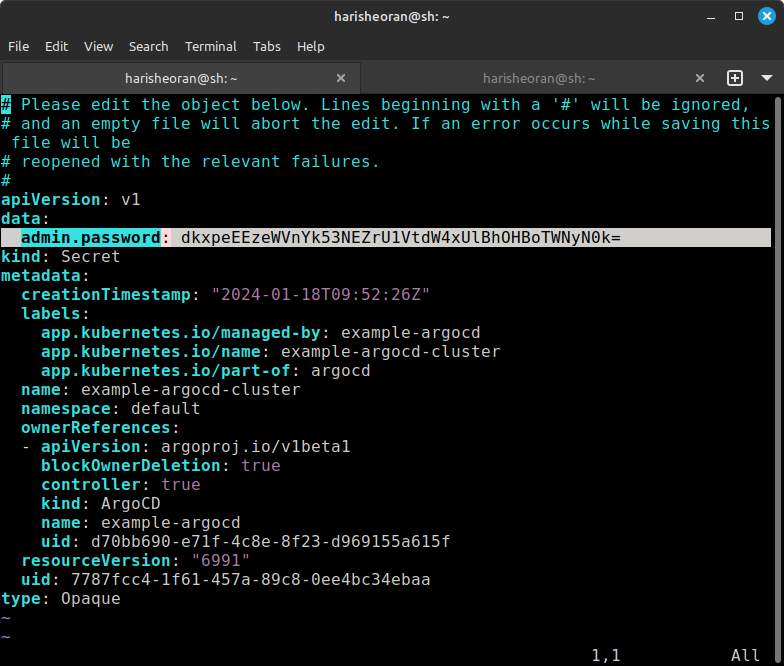 harisheoran@sh: ~
File Edit View Search Terminal Tabs Help
harisheoran@sh: ~ harisheoran@sh: ~
# Please edit the object below. Lines beginning with a '#' will be ignored,
# and an empty file will abort the edit. If an error occurs while saving this
file will be
# reopened with the relevant failures.
#
apiVersion: v1
data:
admin.password: dkxpeEEzeWVnYk53NEZrU1VtdW4xUlBhOHBoTWNyN0k=
kind: Secret
metadata:
creationTimestamp: "2024-01-18T09:52:26Z"
labels:
app.kubernetes.io/managed-by: example-argocd
app.kubernetes.io/name: example-argocd-cluster
app.kubernetes.io/part-of: argocd
name: example-argocd-cluster
namespace: default
ownerReferences:
- apiVersion: argoproj.io/v1beta1
blockOwnerDeletion: true
controller: true
kind: ArgoCD
name: example-argocd
uid: d70bb690-e71f-4c8e-8f23-d969155a615f
resourceVersion: "6991"
uid: 7787fcc4-1f61-457a-89c8-0ee4bc34ebaa
type: Opaque
~
~
1,1 All